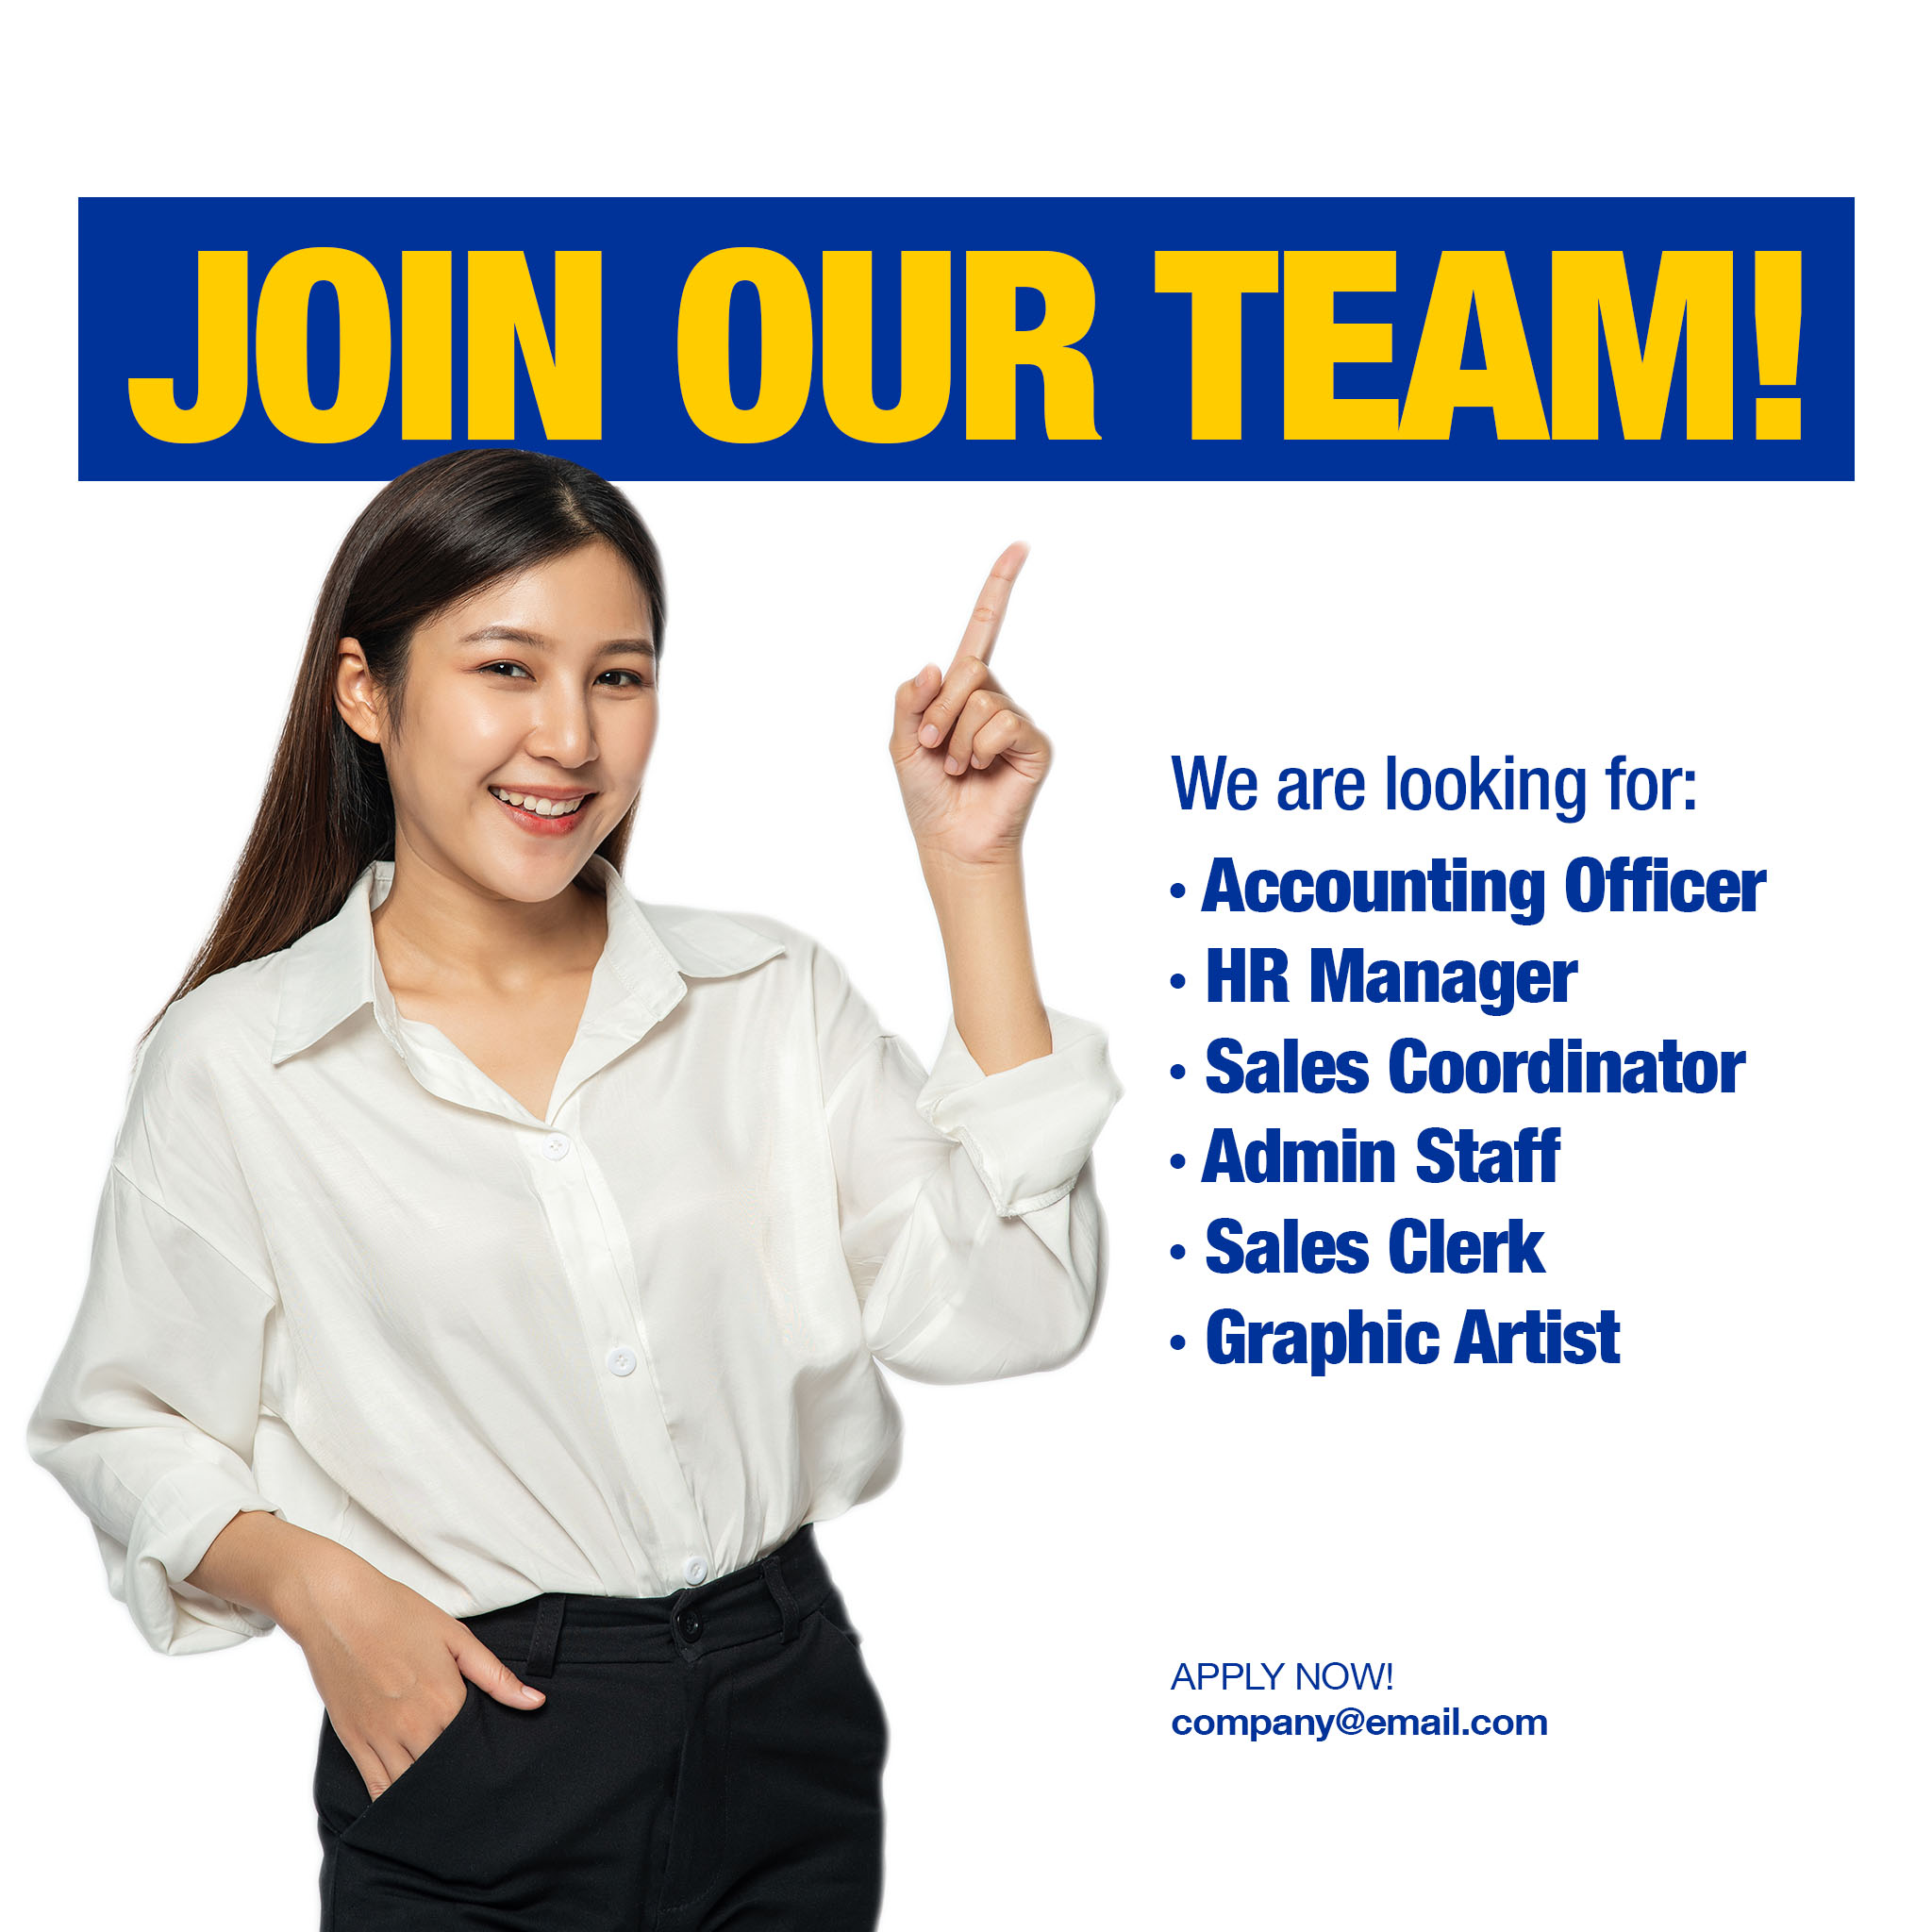 JOIN OUR TEAM!
We are looking for:
• Accounting Officer
• HR Manager
• Sales Coordinator
• Admin Staff
• Sales Clerk
• Graphic Artist
APPLY NOW!
company@email.com